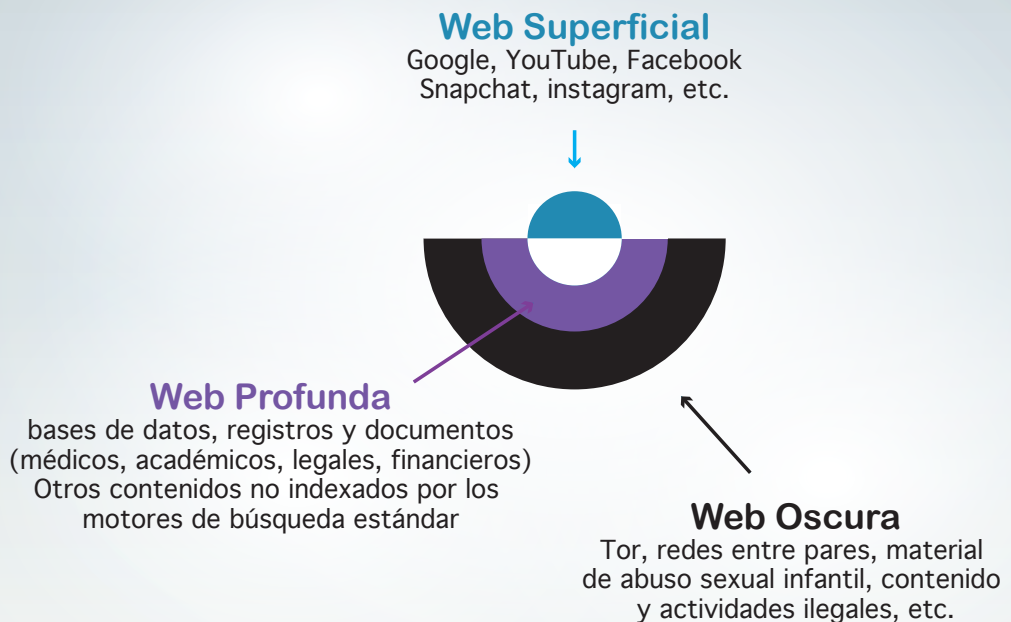 Web Superficial
Google, YouTube, Facebook
Snapchat, instagram, etc.
Web Profunda
bases de datos, registros y documentos
(médicos, académicos, legales, financieros)
Otros contenidos no indexados por los
motores de búsqueda estándar
Web Oscura
Tor, redes entre pares, material
de abuso sexual infantil, contenido
y actividades ilegales, etc.